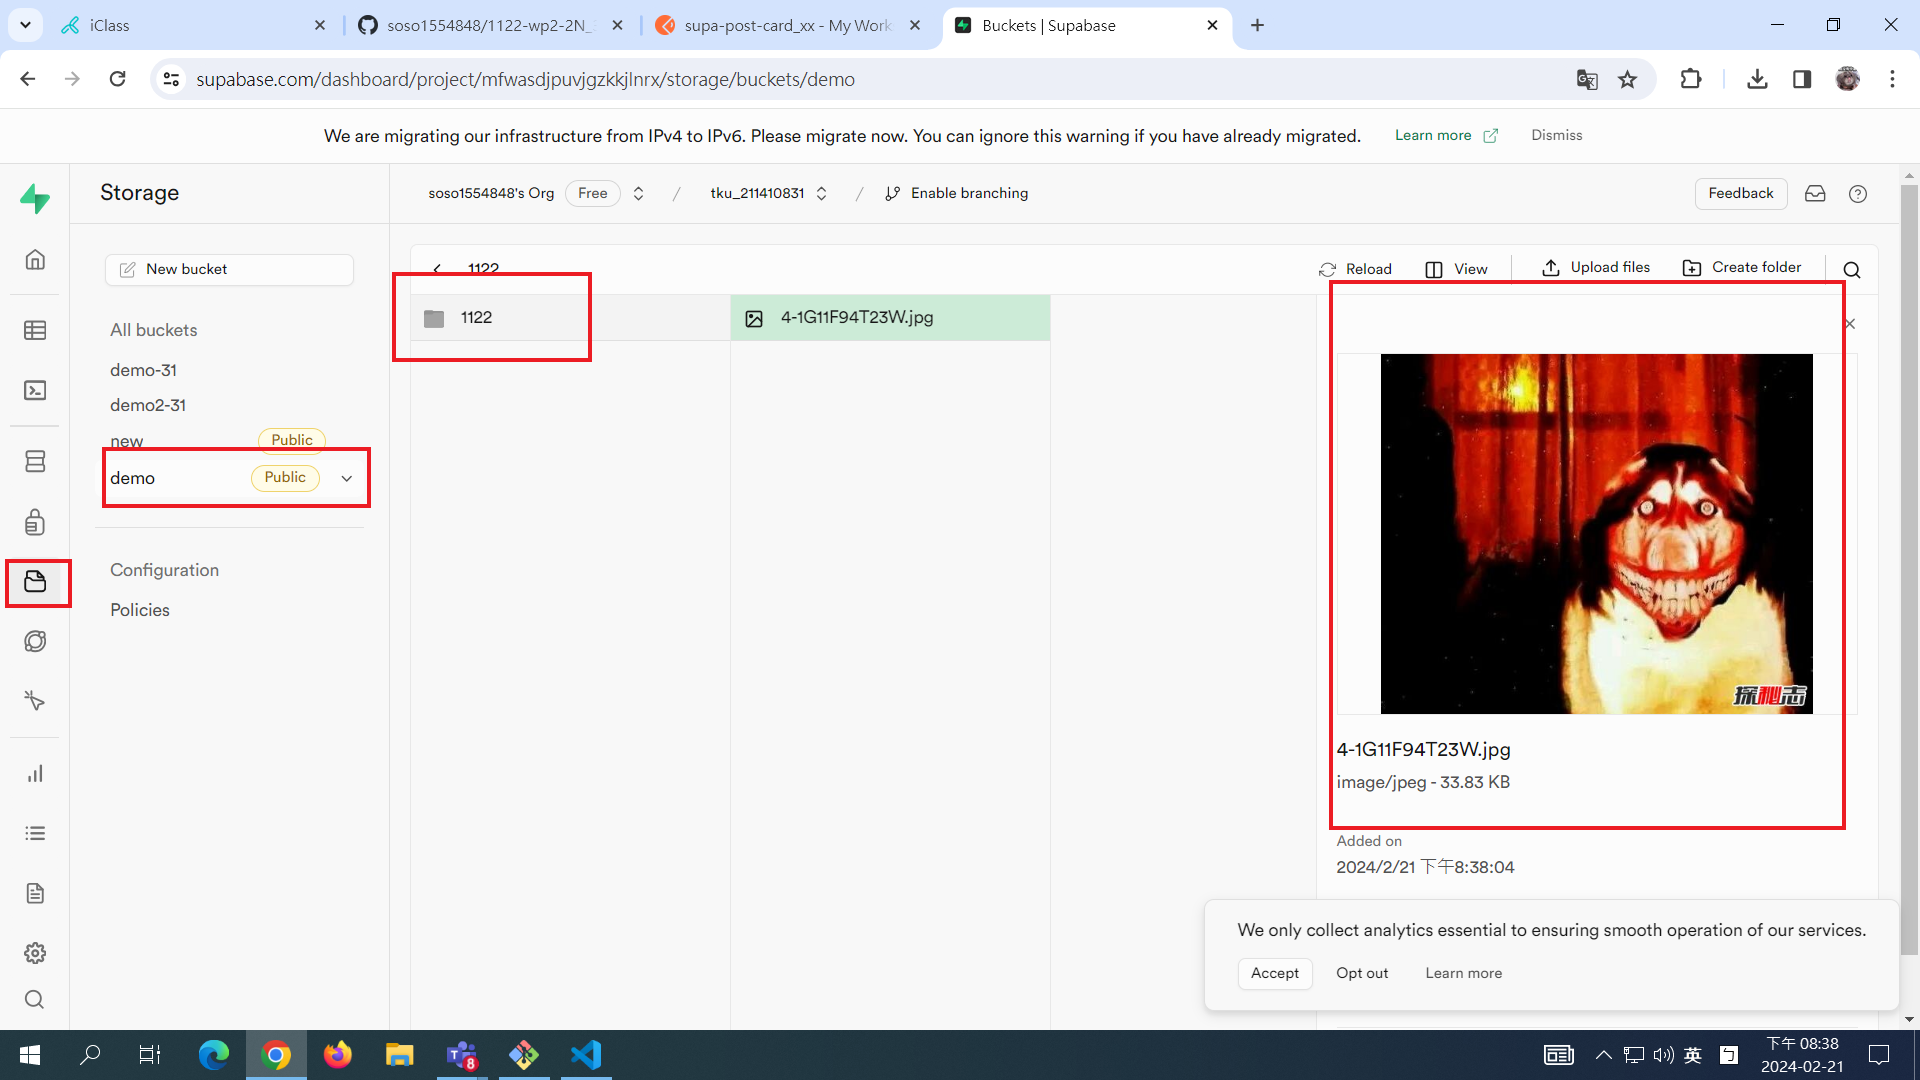 iClass
soso1554848/1122-wp2-2N_
supa-post-card_xx - My Work
Buckets | Supabase
supabase.com/dashboard/project/mfwasdjpuvjgzkkjlnrx/storage/buckets/demo
We are migrating our infrastructure from IPv4 to IPv6. Please migrate now. You can ignore this warning if you have already migrated.
Learn more
Dismiss
Storage
soso1554848's Org
Free
/
tku_211410831
/
Enable branching
Feedback
New bucket
1122
Reload
View
Upload files
Create folder
1122
4-1G11F94T23W.jpg
All buckets
demo-31
demo2-31
new
Public
demo
Public
Configuration
Policies
探秘志
4-1G11F94T23W.jpg
image/jpeg - 33.83 KB
Added on
2024/2/21 下午8:38:04
We only collect analytics essential to ensuring smooth operation of our services.
Accept
Opt out
Learn more
8
英
ㄅ
下午 08:38
2024-02-21